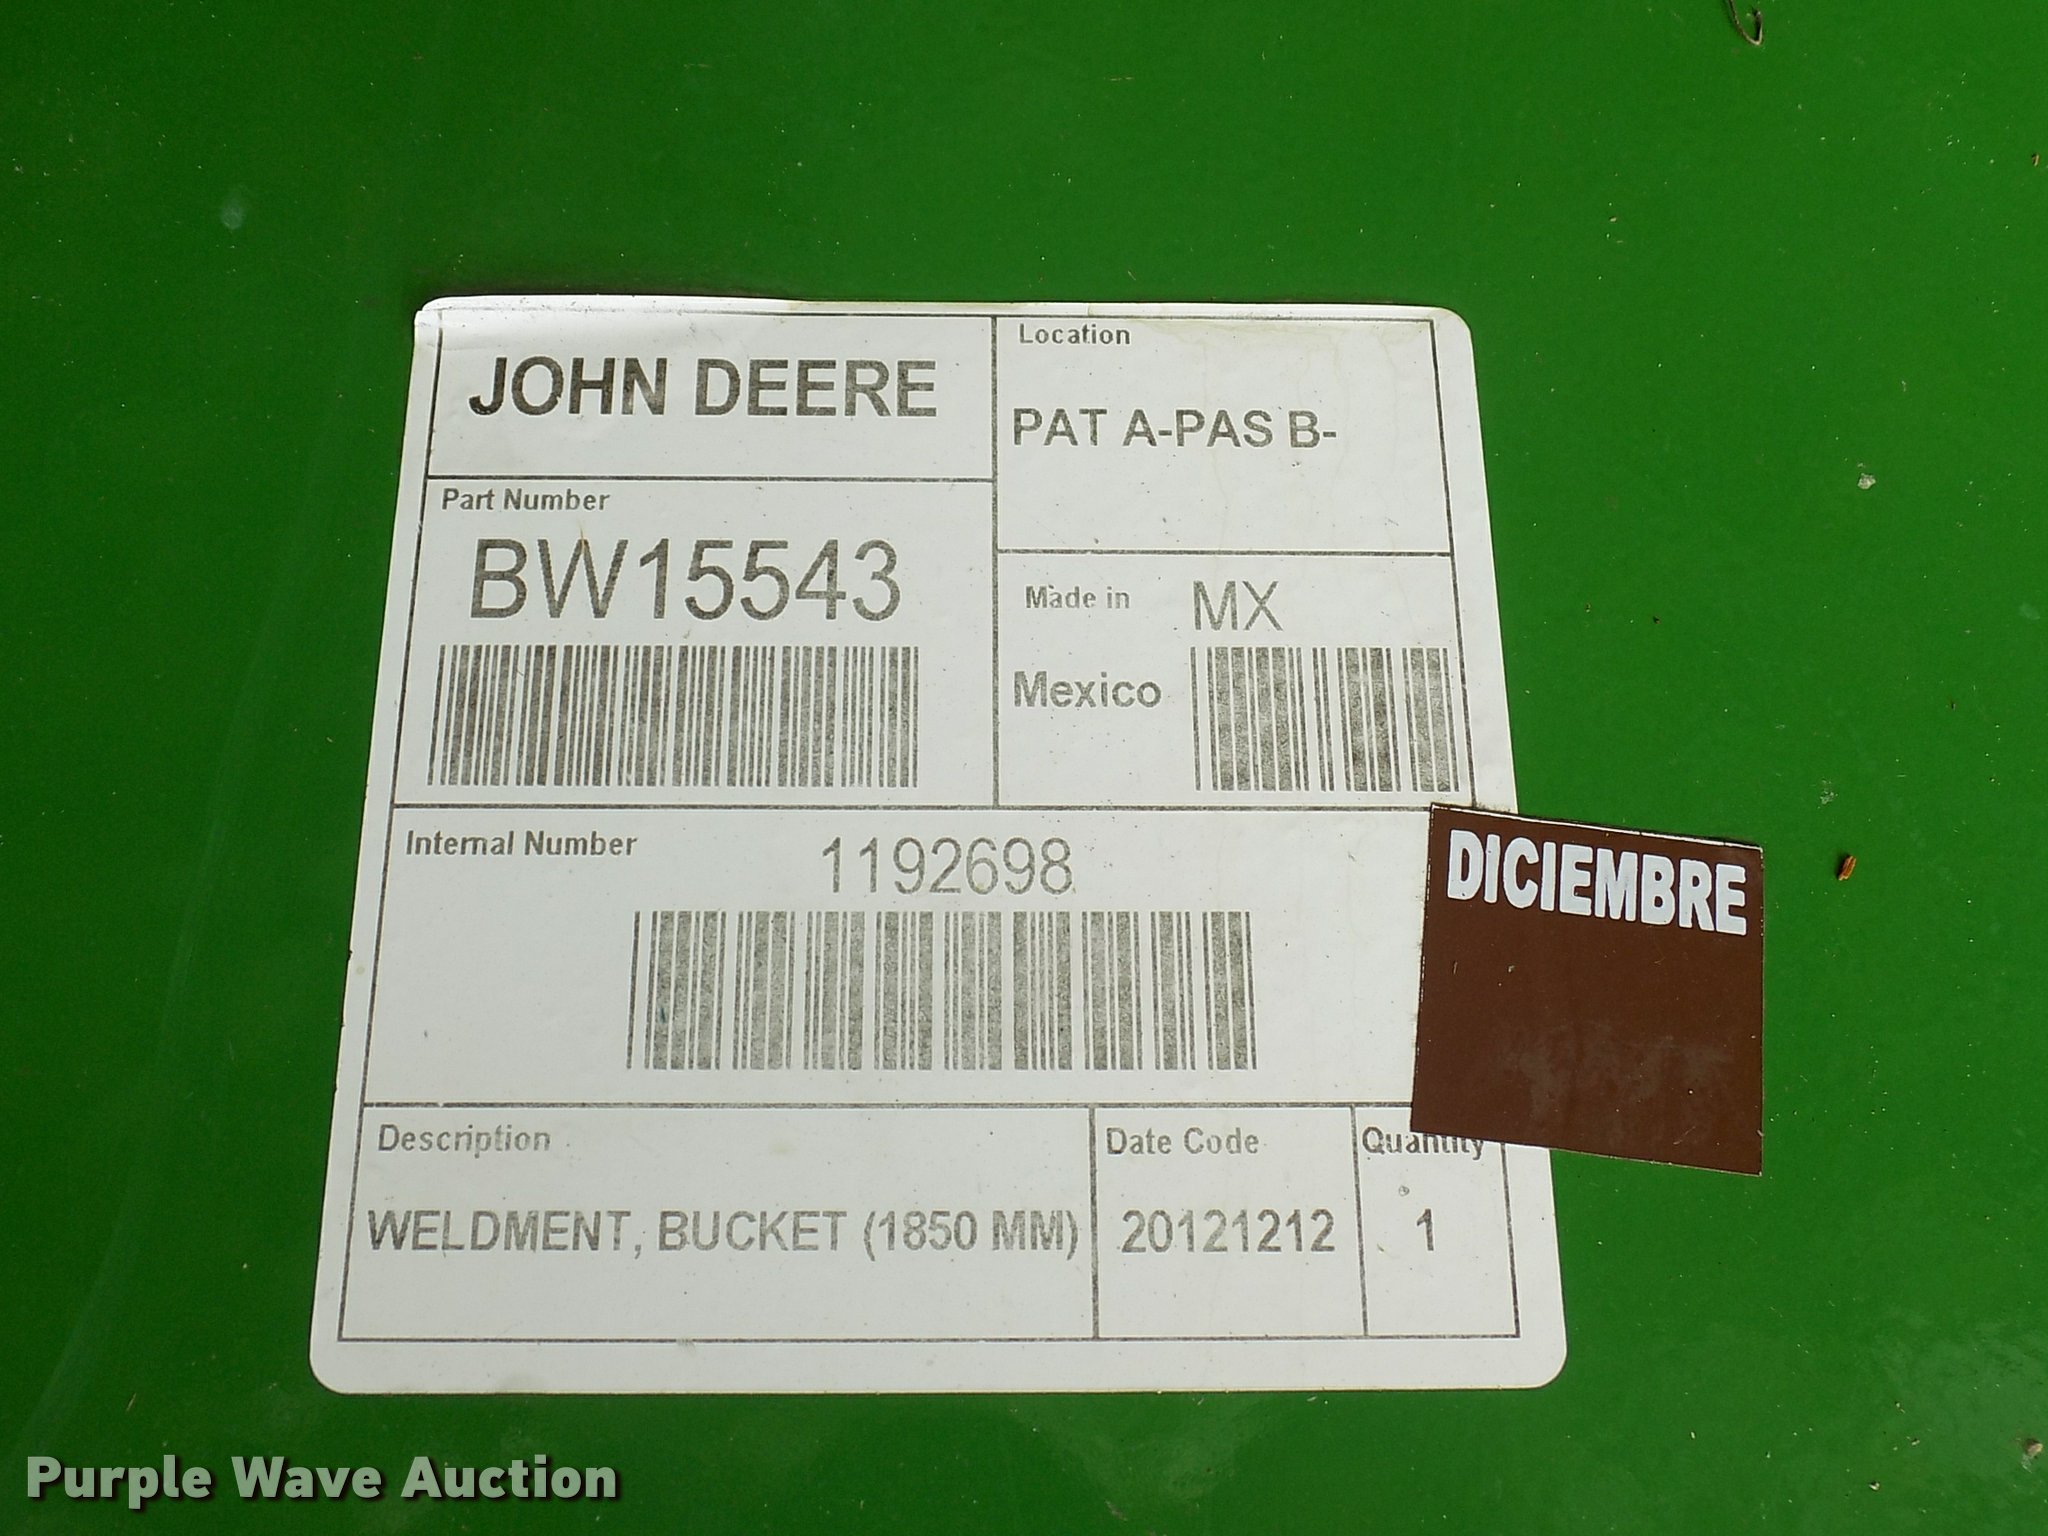 JOHN DEERE
Location
PAT A-PAS B-
Part Number
BW15543
Made in MX
Mexico
Internal Number 1192698
DICIEMBRE
Description
WELDMENT, BUCKET (1850 MM)
Date Code
20121212
Quantity
1
Purple Wave Auction